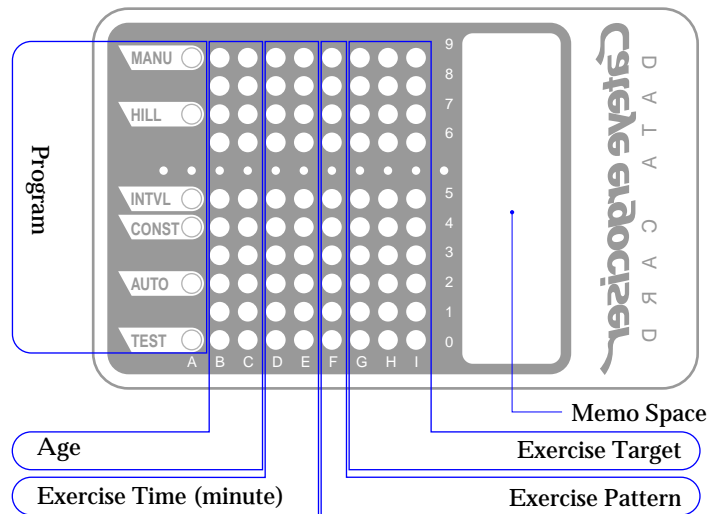 MANU
HILL
INTVL
CONST
AUTO
TEST
9
8
7
6
5
4
3
2
1
0
A B C D E F G H I
Program
Cateye ergociser
DATA CARD
Memo Space
Age
Exercise Target
Exercise Time (minute)
Exercise Pattern